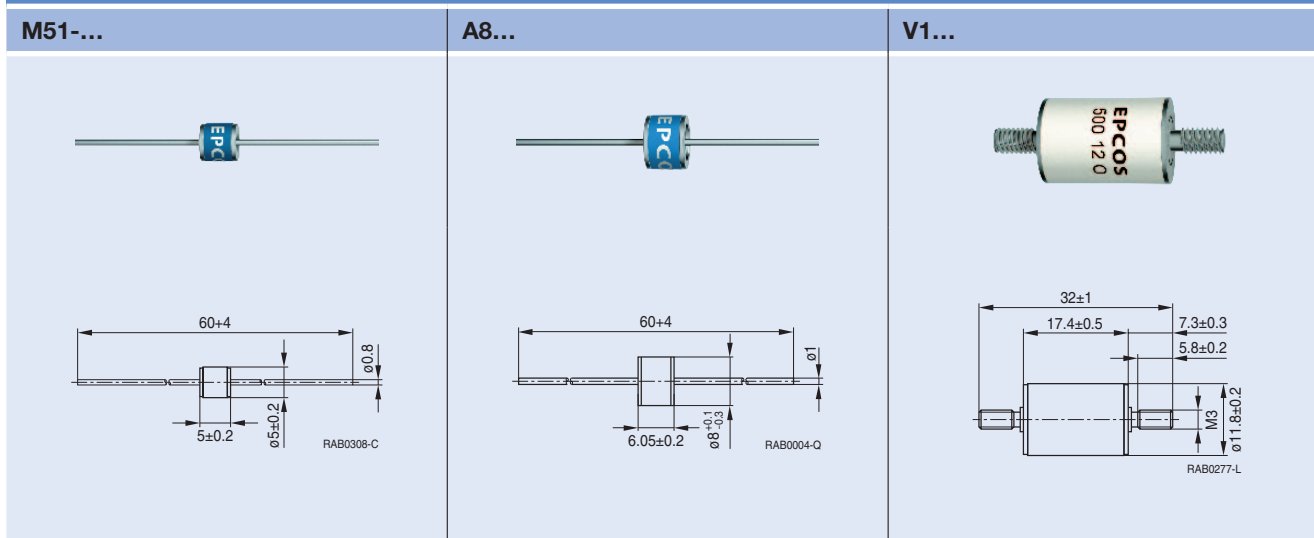 M51-...
A8...
V1...
EPC
EPCO
EPCOS
500 12 O
60+4
ø0.8
5±0.2
ø5±0.2
RAB0308-C
60+4
ø1
6.05±0.2
ø8+0.1 -0.3
RAB0004-Q
32±1
17.4±0.5
7.3±0.3
5.8±0.2
M3
ø11.8±0.2
RAB0277-L